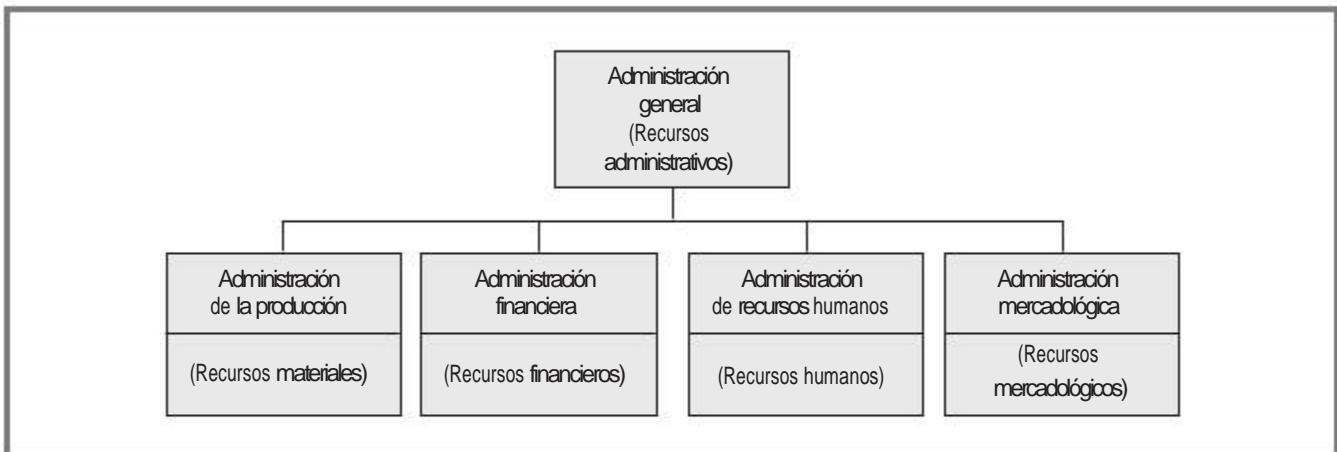 Administración
general
(Recursos
administrativos)
Administración
de la producción
(Recursos materiales)
Administración
financiera
(Recursos financieros)
Administración
de recursos humanos
(Recursos humanos)
Administración
mercadológica
(Recursos
mercadológicos)